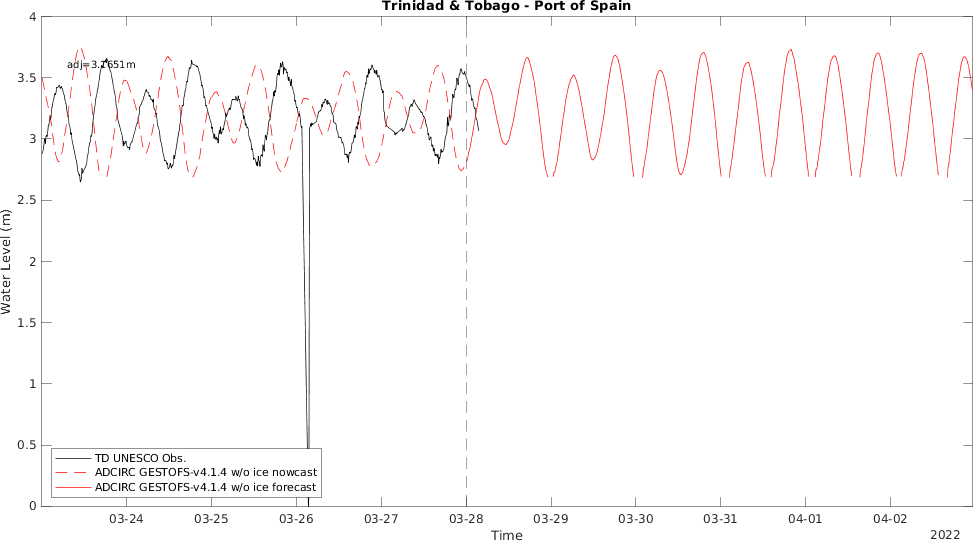 Trinidad & Tobago - Port of Spain
4
adj=3.1651m
3.5
3
2.5
2
1.5
1
0.5
0
Water Level (m)
TD UNESCO Obs.
ADCIRC GESTOFS-v4.1.4 w/o ice nowcast
ADCIRC GESTOFS-v4.1.4 w/o ice forecast
03-24 03-25 03-26 03-27 03-28 03-29 03-30 03-31 04-01 04-02
Time
2022